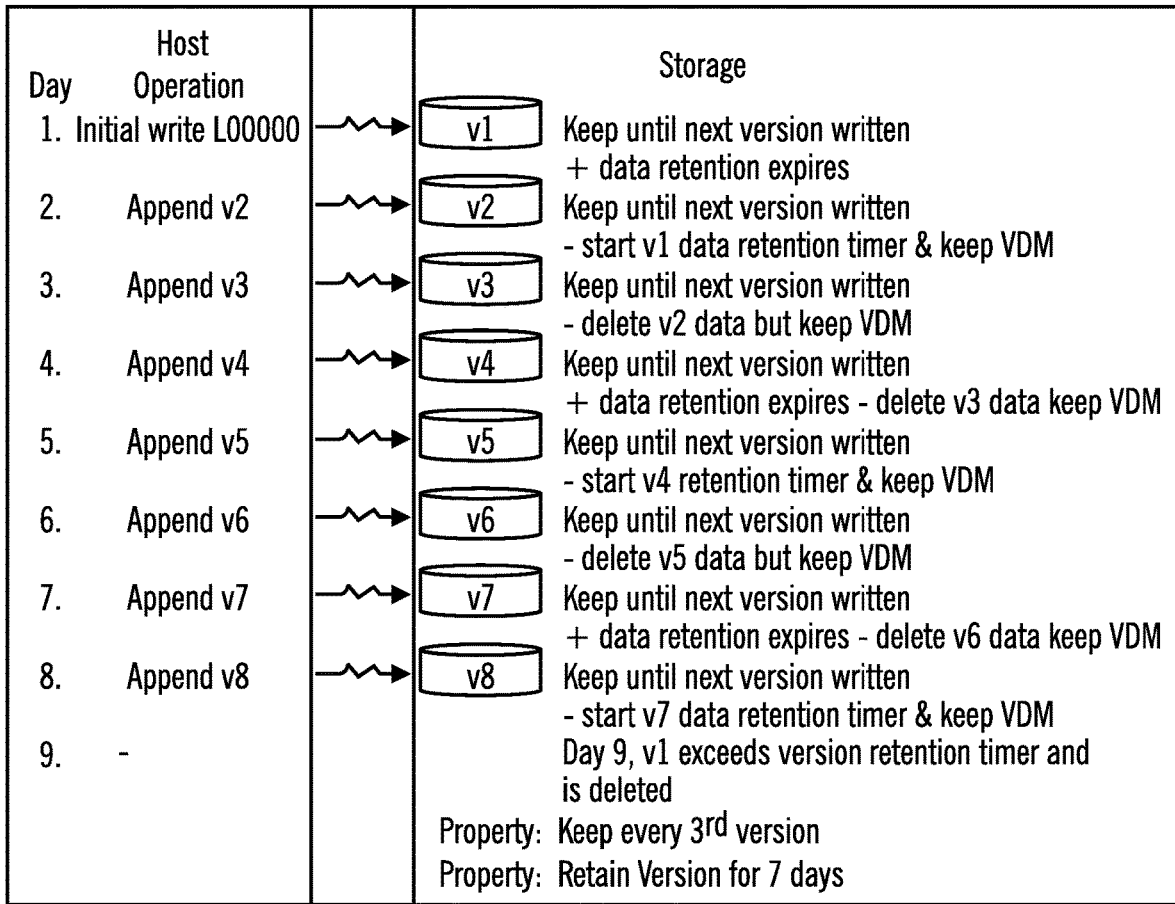 Host
Storage
Day Operation
1. Initial write L00000 v1 Keep until next version written
+ data retention expires
2. Append v2 v2 Keep until next version written
- start v1 data retention timer & keep VDM
3. Append v3 v3 Keep until next version written
- delete v2 data but keep VDM
4. Append v4 v4 Keep until next version written
+ data retention expires - delete v3 data keep VDM
5. Append v5 v5 Keep until next version written
- start v4 retention timer & keep VDM
6. Append v6 v6 Keep until next version written
- delete v5 data but keep VDM
7. Append v7 v7 Keep until next version written
+ data retention expires - delete v6 data keep VDM
8. Append v8 v8 Keep until next version written
- start v7 data retention timer & keep VDM
9. - Day 9, v1 exceeds version retention timer and
is deleted
Property: Keep every 3rd version
Property: Retain Version for 7 days